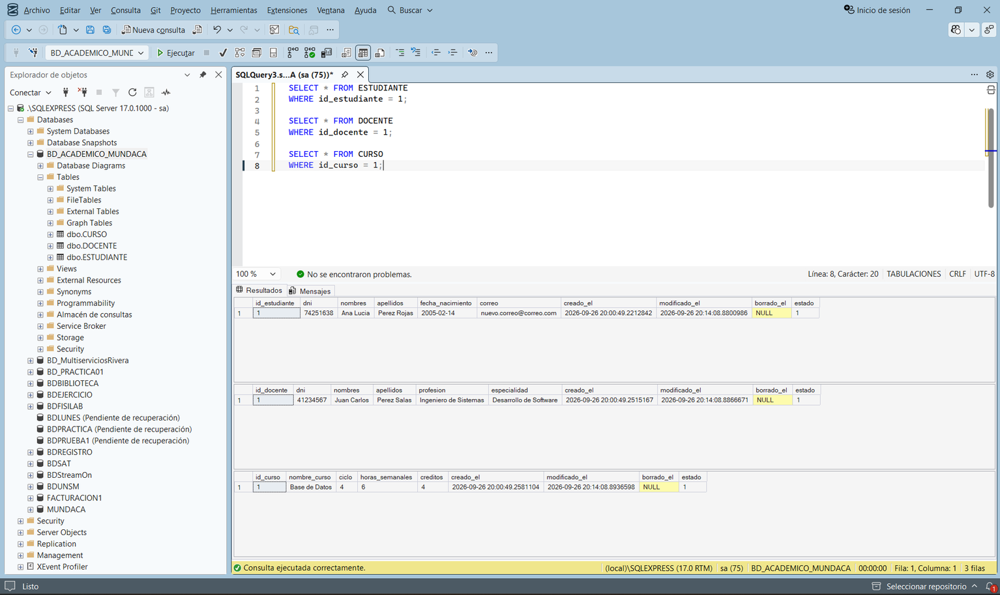 Archivo Editar Ver Consulta Git Proyecto Herramientas Extensiones Ventana Ayuda Buscar Inicio de sesión
Nueva consulta
BD_ACADEMICO_MUND Ejecutar
Explorador de objetos
Conectar
.\SQLEXPRESS (SQL Server 17.0.1000 - sa)
Databases
System Databases
Database Snapshots
BD_ACADEMICO_MUNDACA
Database Diagrams
Tables
System Tables
FileTables
External Tables
Graph Tables
dbo.CURSO
dbo.DOCENTE
dbo.ESTUDIANTE
Views
External Resources
Synonyms
Programmability
Almacén de consultas
Service Broker
Storage
Security
BD_MultiserviciosRivera
BD_PRACTICA01
BDBIBLIOTECA
BDEJERCICIO
BDFISILAB
BDLUNES (Pendiente de recuperación)
BDPRACTICA (Pendiente de recuperación)
BDPRUEBA1 (Pendiente de recuperación)
BDREGISTRO
BDSAT
BDStreamOn
BDUNSM
FACTURACION1
MUNDACA
Security
Server Objects
Replication
Management
XEvent Profiler
SQLQuery3.s...A (sa (75))*
1 SELECT * FROM ESTUDIANTE
2 WHERE id_estudiante = 1;
3
4 SELECT * FROM DOCENTE
5 WHERE id_docente = 1;
6
7 SELECT * FROM CURSO
8 WHERE id_curso = 1;
100 % No se encontraron problemas. Línea: 8, Carácter: 20 TABULACIONES CRLF UTF-8
Resultados Mensajes
id_estudiante dni nombres apellidos fecha_nacimiento correo creado_el modificado_el borrado_el estado
1 1 74251638 Ana Lucia Perez Rojas 2005-02-14 nuevo.correo@correo.com 2026-09-26 20:00:49.2212842 2026-09-26 20:14:08.8800986 NULL 1
id_docente dni nombres apellidos profesion especialidad creado_el modificado_el borrado_el estado
1 1 41234567 Juan Carlos Perez Salas Ingeniero de Sistemas Desarrollo de Software 2026-09-26 20:00:49.2515167 2026-09-26 20:14:08.8866671 NULL 1
id_curso nombre_curso ciclo horas_semanales creditos creado_el modificado_el borrado_el estado
1 1 Base de Datos 4 6 4 2026-09-26 20:00:49.2581104 2026-09-26 20:14:08.8936598 NULL 1
Consulta ejecutada correctamente. (local)\SQLEXPRESS (17.0 RTM) sa (75) BD_ACADEMICO_MUNDACA 00:00:00 Fila: 1, Columna: 1 3 filas
Listo Seleccionar repositorio 1